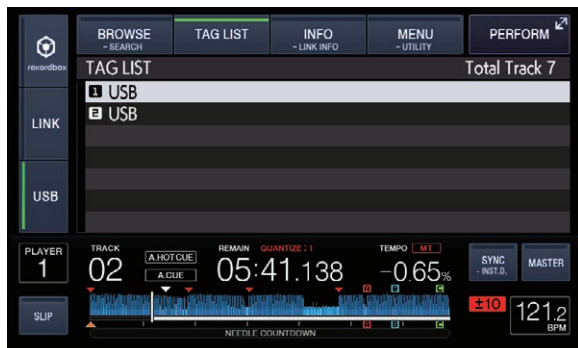 BROWSE
- SEARCH
TAG LIST
INFO
- LINK INFO
MENU
- UTILITY
PERFORM
rekordbox
TAG LIST
Total Track 7
1 USB
2 USB
LINK
USB
PLAYER
1
TRACK
02
A.HOT CUE
A.CUE
REMAIN
QUANTIZE : 1
05:41.138
TEMPO
MT
-0.65%
SYNC
- INST.D.
MASTER
SLIP
A B C
A B C
NEEDLE COUNTDOWN
±10
121.2
BPM